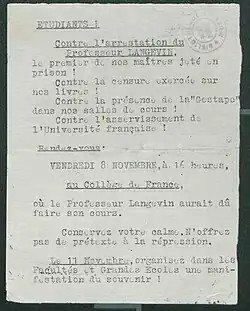 ETUDIANTS !
Contre l'arrestation du
Professeur LANGEVIN,
le premier de nos maîtres jeté en
prison !
Contre la censure exercée sur
nos livres !
Contre la présence de la "Gestapo"
dans nos salles de cours !
Contre l'asservissement de
l'Université française !
Rendez-vous:
VENDREDI 8 NOVEMBRE, à 16 heures,
au Collège de France,
où le Professeur Langevin aurait dû
faire son cours.
Conservez votre calme. N'offrez
pas de prétexte à la répression.
Le 11 Novembre, organisez dans les
Facultés et Grandes Ecoles une mani-
festation du souvenir !